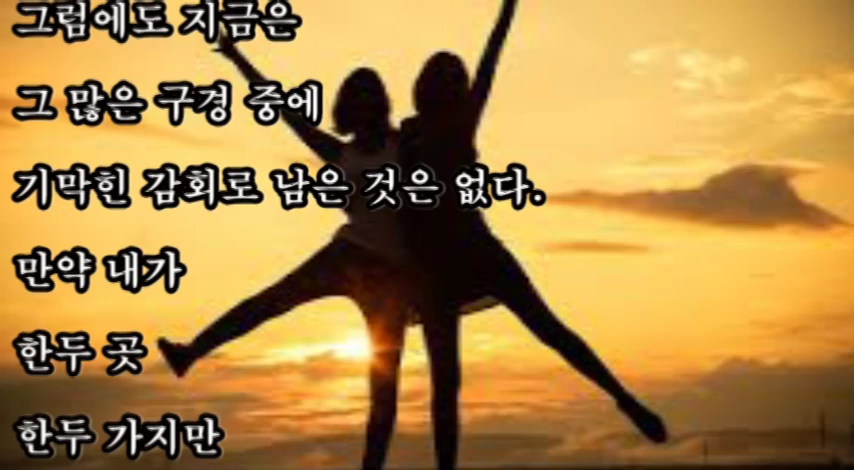 그럼에도 지금은
그 많은 구경 중에
기막힌 감회로 남은 것은 없다.
만약 내가
한두 곳
한두 가지만